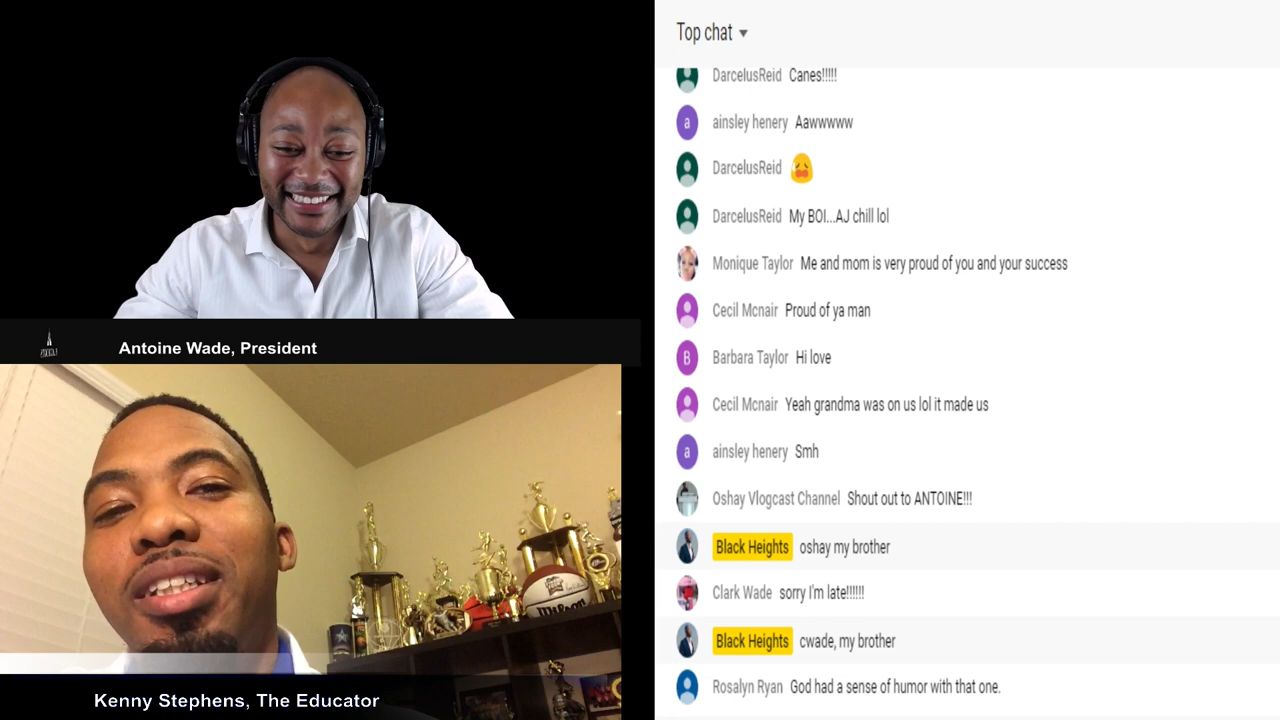 Antoine Wade, President
Kenny Stephens, The Educator
Wilson
Top chat
DarcelusReid Canes!!!!!
ainsley henery Aawwwww
DarcelusReid
DarcelusReid My BOI...AJ chill lol
Monique Taylor Me and mom is very proud of you and your success
Cecil Mcnair Proud of ya man
B Barbara Taylor Hi love
Cecil Mcnair Yeah grandma was on us lol it made us
a ainsley henery Smh
Oshay Vlogcast Channel Shout out to ANTOINE!!!
Black Heights oshay my brother
Clark Wade sorry I'm late!!!!!!
Black Heights cwade, my brother
Rosalyn Ryan God had a sense of humor with that one.